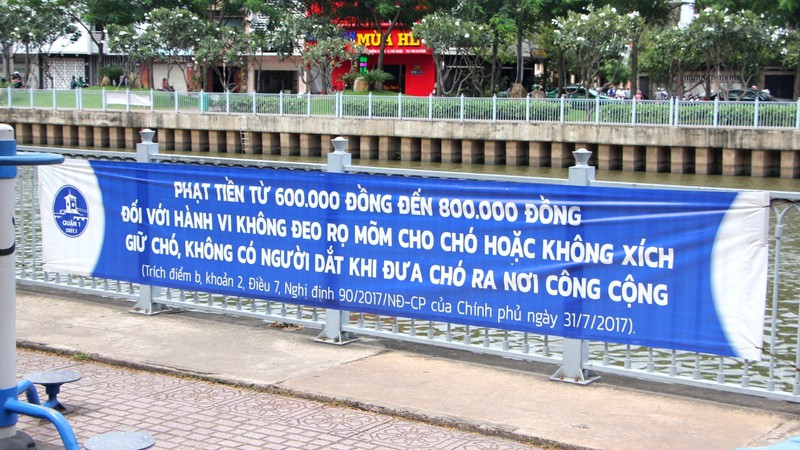 MÙA H
QUẬN 1
PHẠT TIỀN TỪ 600.000 ĐỒNG ĐẾN 800.000 ĐỒNG
ĐỐI VỚI HÀNH VI KHÔNG ĐEO RỌ MÕM CHO CHÓ HOẶC KHÔNG XÍCH
GIỮ CHÓ, KHÔNG CÓ NGƯỜI DẮT KHI ĐƯA CHÓ RA NƠI CÔNG CỘNG
(Trích điểm b, khoản 2, Điều 7, Nghị định 90/2017/NĐ-CP của Chính phủ ngày 31/7/2017).